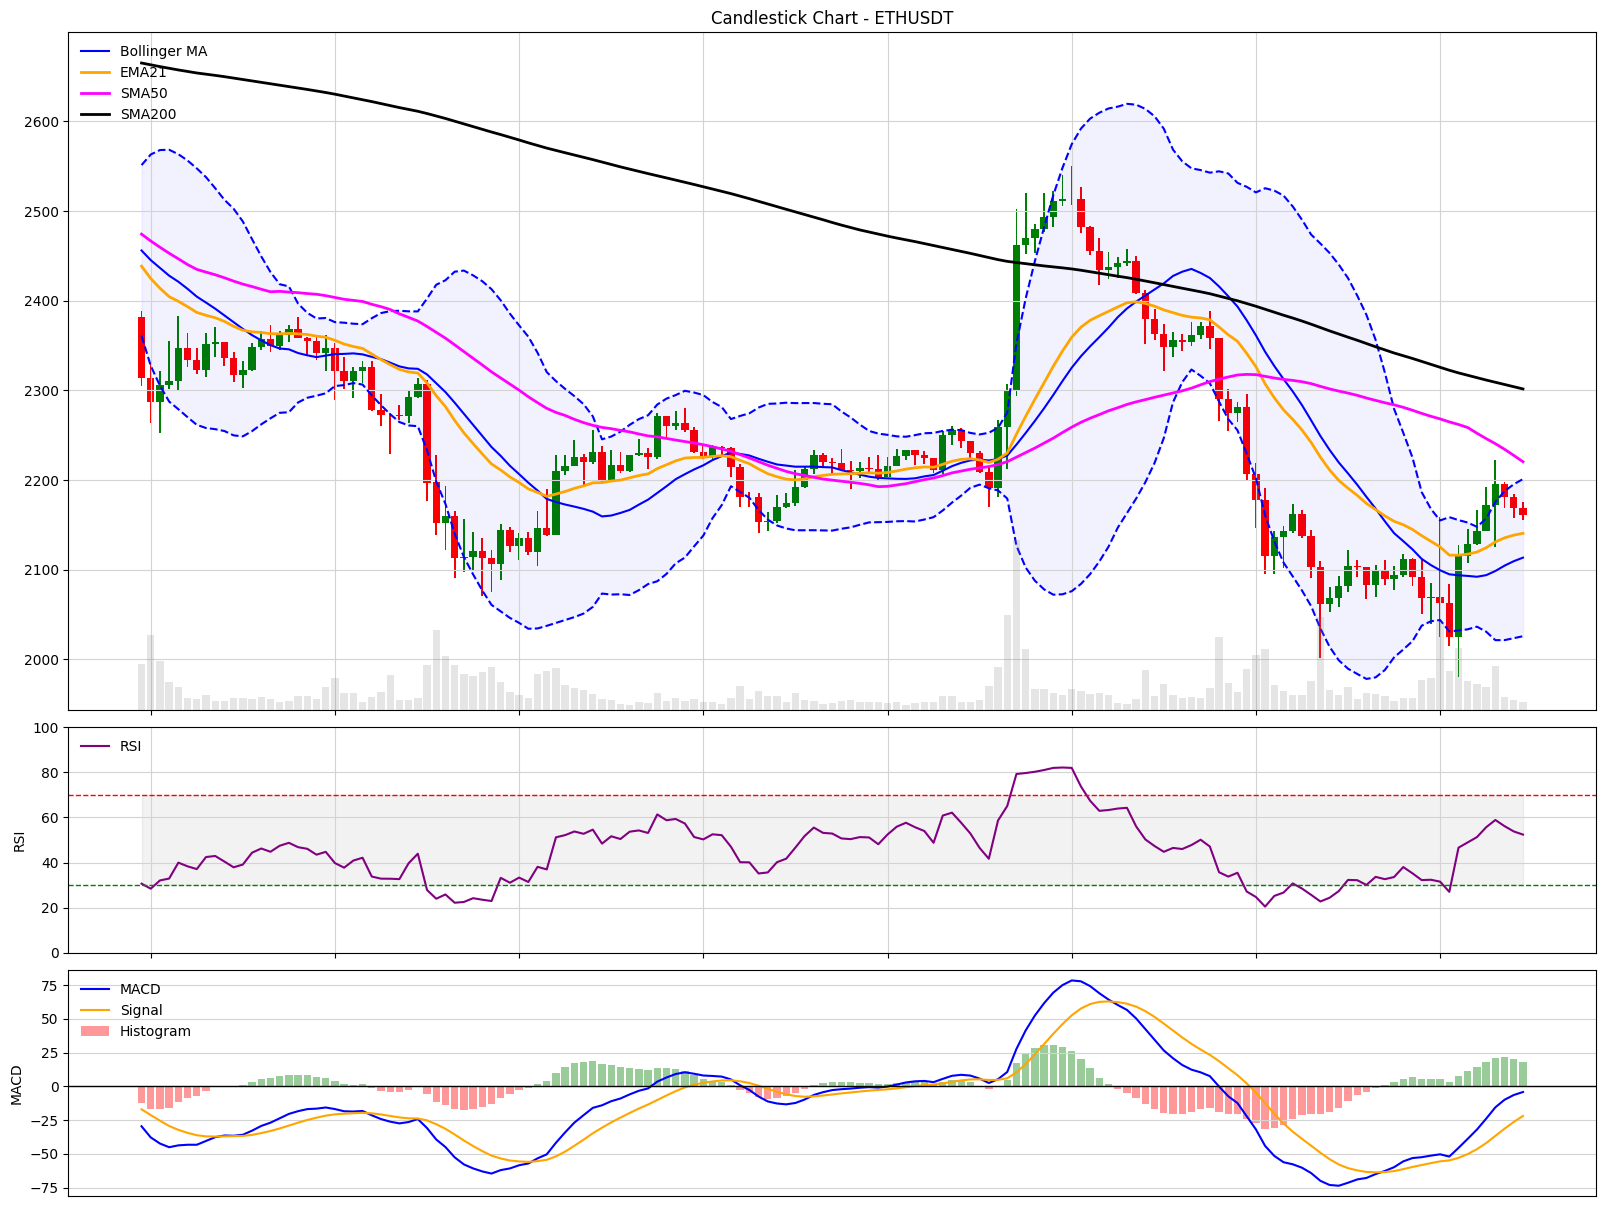 Candlestick Chart - ETHUSDT
Bollinger MA
EMA21
SMA50
SMA200
2600
2500
2400
2300
2200
2100
2000
RSI
100
80
60
40
20
0
RSI
MACD
Signal
Histogram
75
50
25
0
−25
−50
−75
MACD